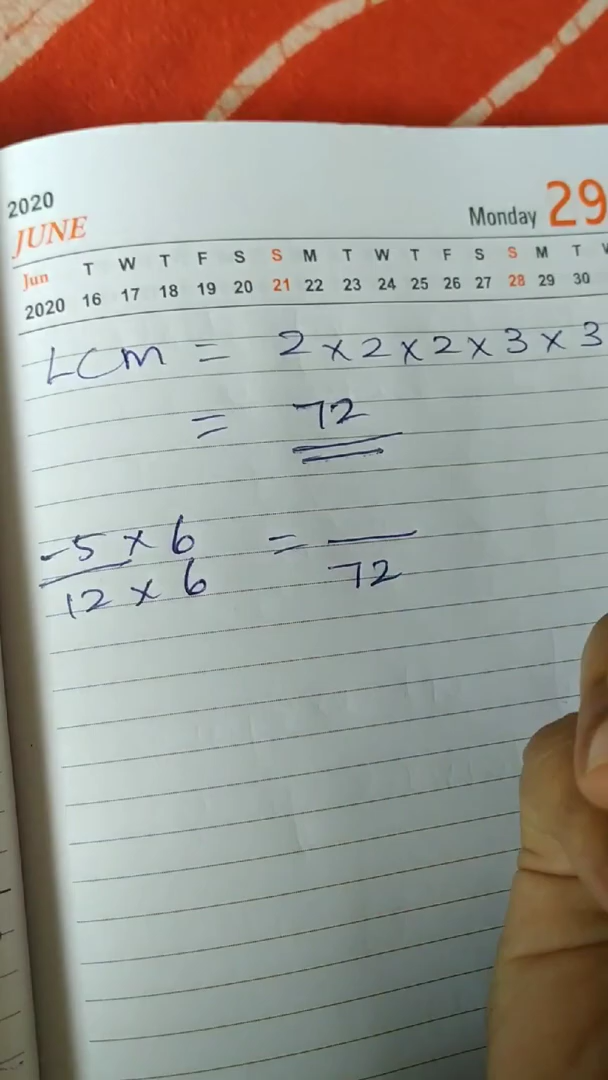 2020
JUNE
Monday 29
Jun T W T F S S M T W T F S S M T W
2020 16 17 18 19 20 21 22 23 24 25 26 27 28 29 30
LCM = 2 × 2 × 2 × 3 × 3
= 72
-5 × 6 = ___
12 × 6 72